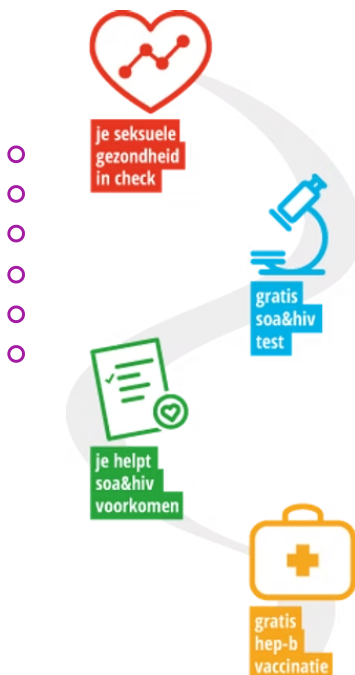 je seksuele
gezondheid
in check
gratis
soa&hiv
test
je helpt
soa&hiv
voorkomen
gratis
hep-b
vaccinatie